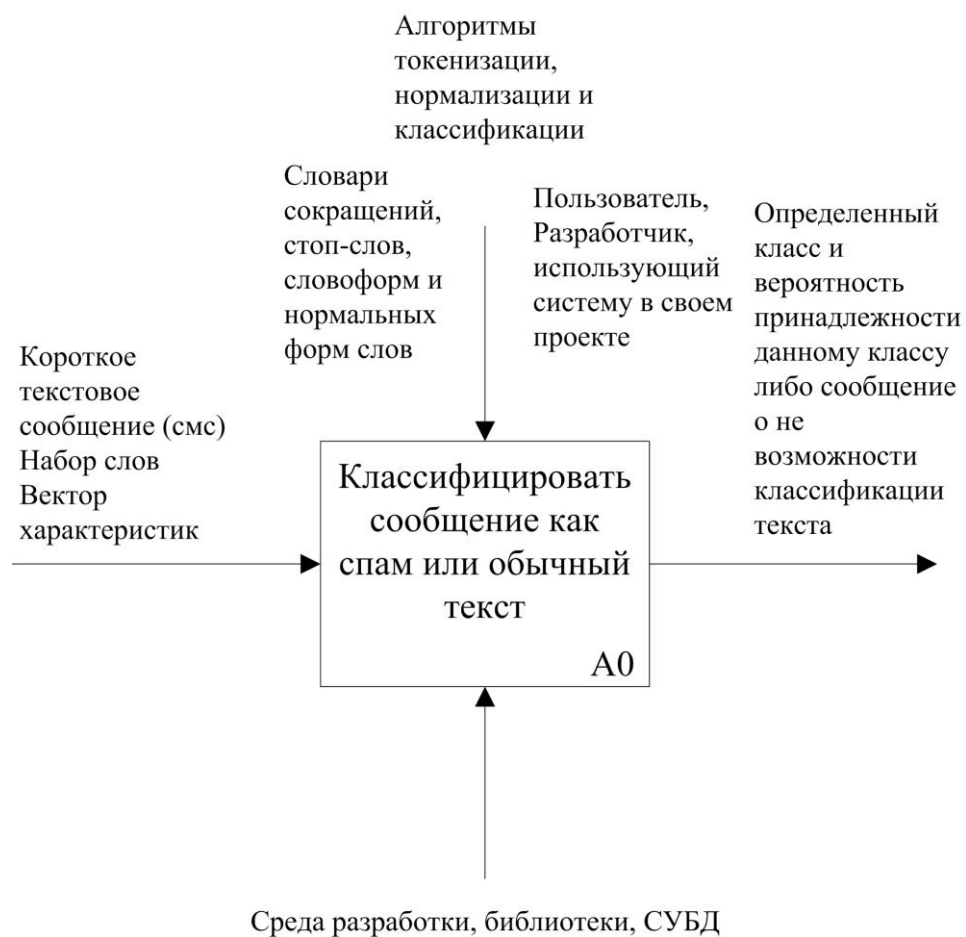 Алгоритмы
токенизации,
нормализации и
классификации
Словари
сокращений,
стоп-слов,
словоформ и
нормальных
форм слов
Пользователь,
Разработчик,
использующий
систему в своем
проекте
Определенный
класс и
вероятность
принадлежности
данному классу
либо сообщение
о не
возможности
классификации
текста
Короткое
текстовое
сообщение (смс)
Набор слов
Вектор
характеристик
Классифицировать
сообщение как
спам или обычный
текст
А0
Среда разработки, библиотеки, СУБД